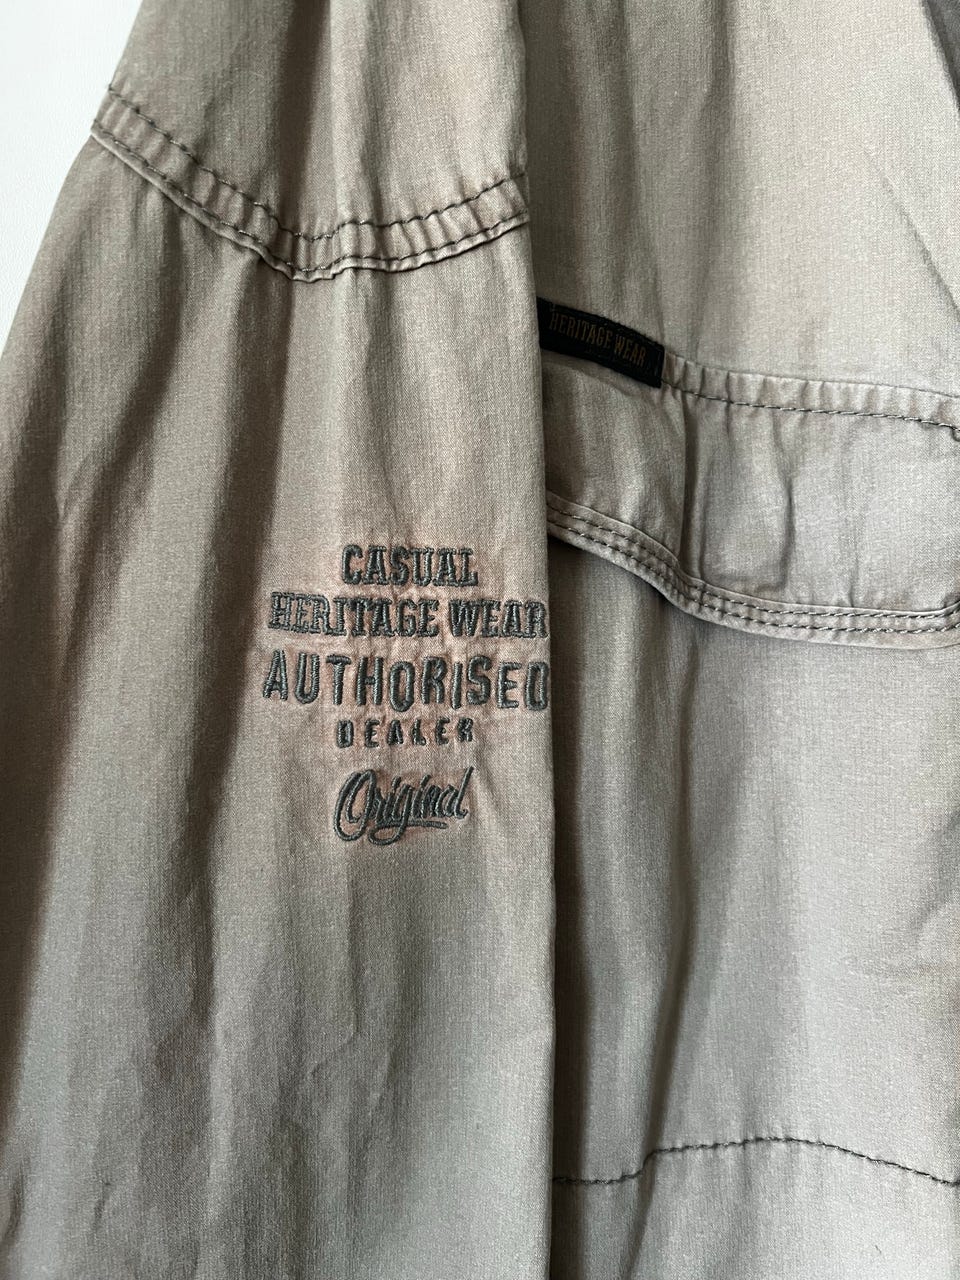 HERITAGE WEAR
CASUAL
HERITAGE WEAR
AUTHORISED
DEALER
Original